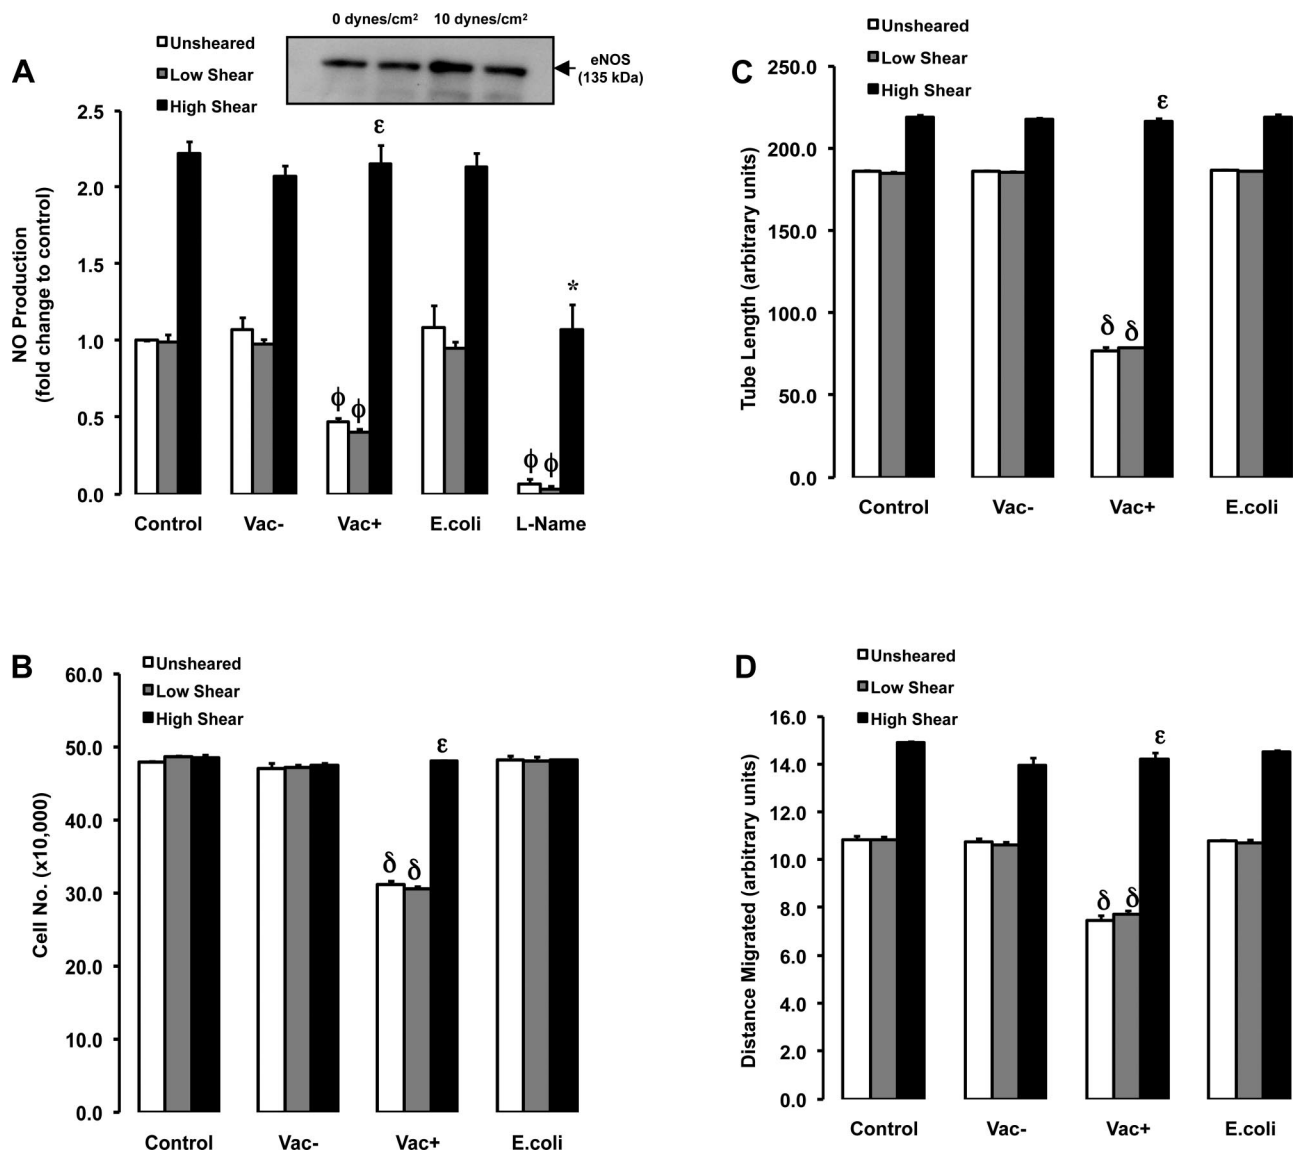 A
Unsheared
Low Shear
High Shear
0 dynes/cm² 10 dynes/cm²
eNOS
(135 kDa)
NO Production
(fold change to control)
2.5
2.0
1.5
1.0
0.5
0.0
ϕ ϕ ε ϕ ϕ *
Control Vac- Vac+ E.coli L-Name
C
Unsheared
Low Shear
High Shear
Tube Length (arbitrary units)
250.0
200.0
150.0
100.0
50.0
0.0
δ δ ε
Control Vac- Vac+ E.coli
B
Unsheared
Low Shear
High Shear
Cell No. (x10,000)
60.0
50.0
40.0
30.0
20.0
10.0
0.0
δ δ ε
Control Vac- Vac+ E.coli
D
Unsheared
Low Shear
High Shear
Distance Migrated (arbitrary units)
16.0
14.0
12.0
10.0
8.0
6.0
4.0
2.0
0.0
δ δ ε
Control Vac- Vac+ E.coli